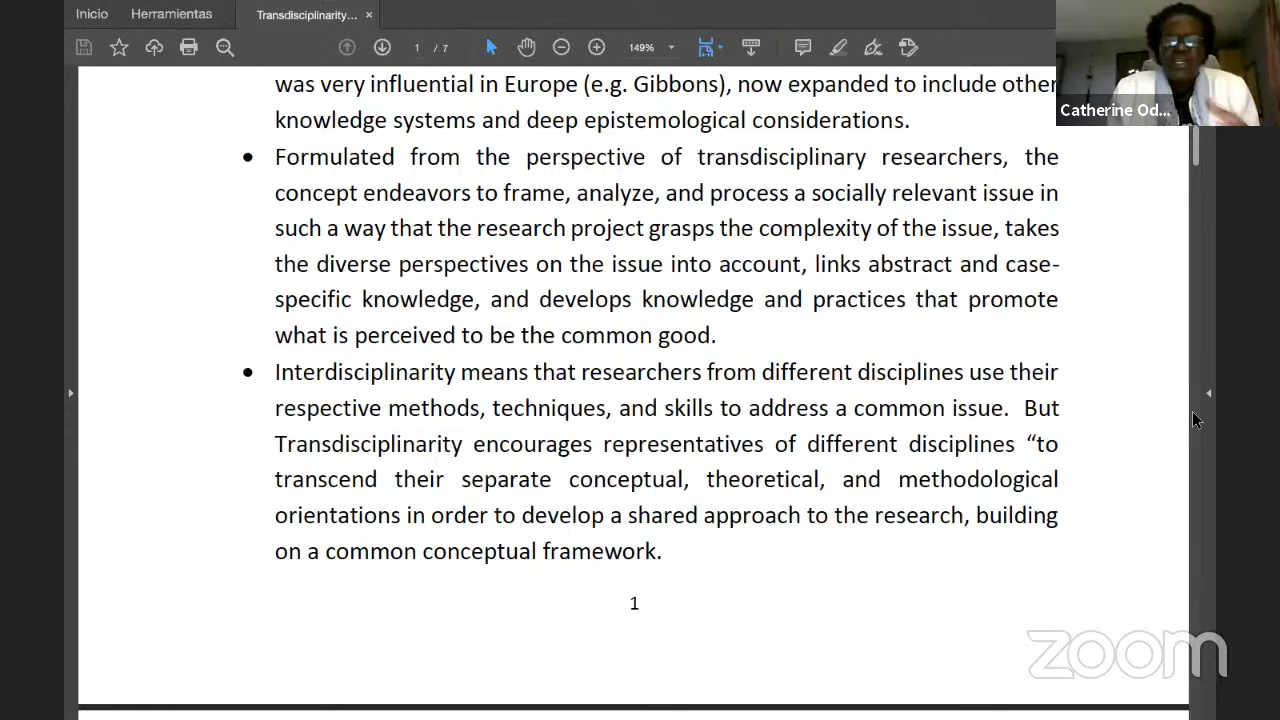 Inicio Herramientas Transdisciplinarity... ×
1 / 7 149%
was very influential in Europe (e.g. Gibbons), now expanded to include other
knowledge systems and deep epistemological considerations.
Catherine Od...
• Formulated from the perspective of transdisciplinary researchers, the
concept endeavors to frame, analyze, and process a socially relevant issue in
such a way that the research project grasps the complexity of the issue, takes
the diverse perspectives on the issue into account, links abstract and case-
specific knowledge, and develops knowledge and practices that promote
what is perceived to be the common good.
• Interdisciplinarity means that researchers from different disciplines use their
respective methods, techniques, and skills to address a common issue.  But
Transdisciplinarity encourages representatives of different disciplines “to
transcend their separate conceptual, theoretical, and methodological
orientations in order to develop a shared approach to the research, building
on a common conceptual framework.
1
zoom